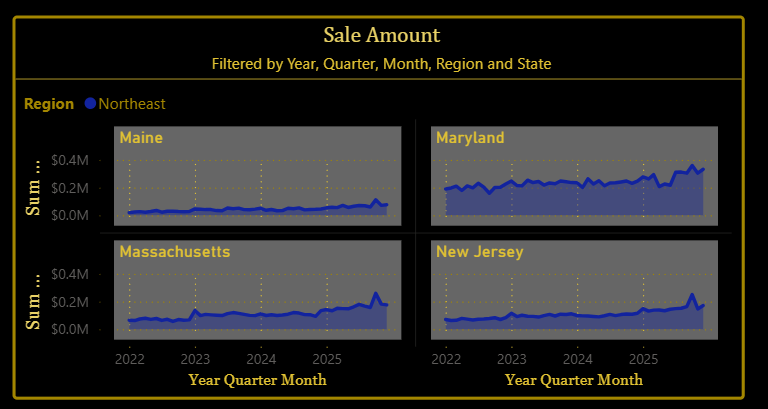 Sale Amount
Filtered by Year, Quarter, Month, Region and State
Region Northeast
Maine
Maryland
Sum ...
$0.4M
$0.2M
$0.0M
Massachusetts
New Jersey
Sum ...
$0.4M
$0.2M
$0.0M
2022 2023 2024 2025
2022 2023 2024 2025
Year Quarter Month
Year Quarter Month